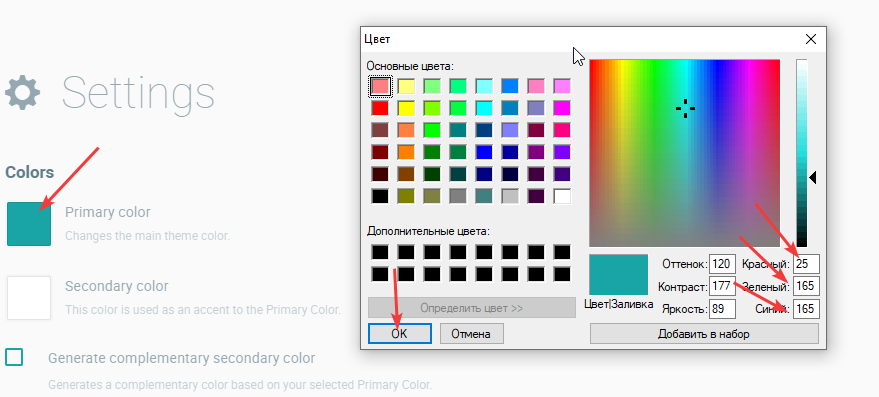 Settings
Colors
Primary color
Changes the main theme color.
Secondary color
This color is used as an accent to the Primary Color.
Generate complementary secondary color
Generates a complementary color based on your selected Primary Color.
Цвет
Основные цвета:
Дополнительные цвета:
Определить цвет >>
OK
Отмена
Цвет|Заливка
Оттенок: 120
Красный: 25
Контраст: 177
Зеленый: 165
Яркость: 89
Синий: 165
Добавить в набор